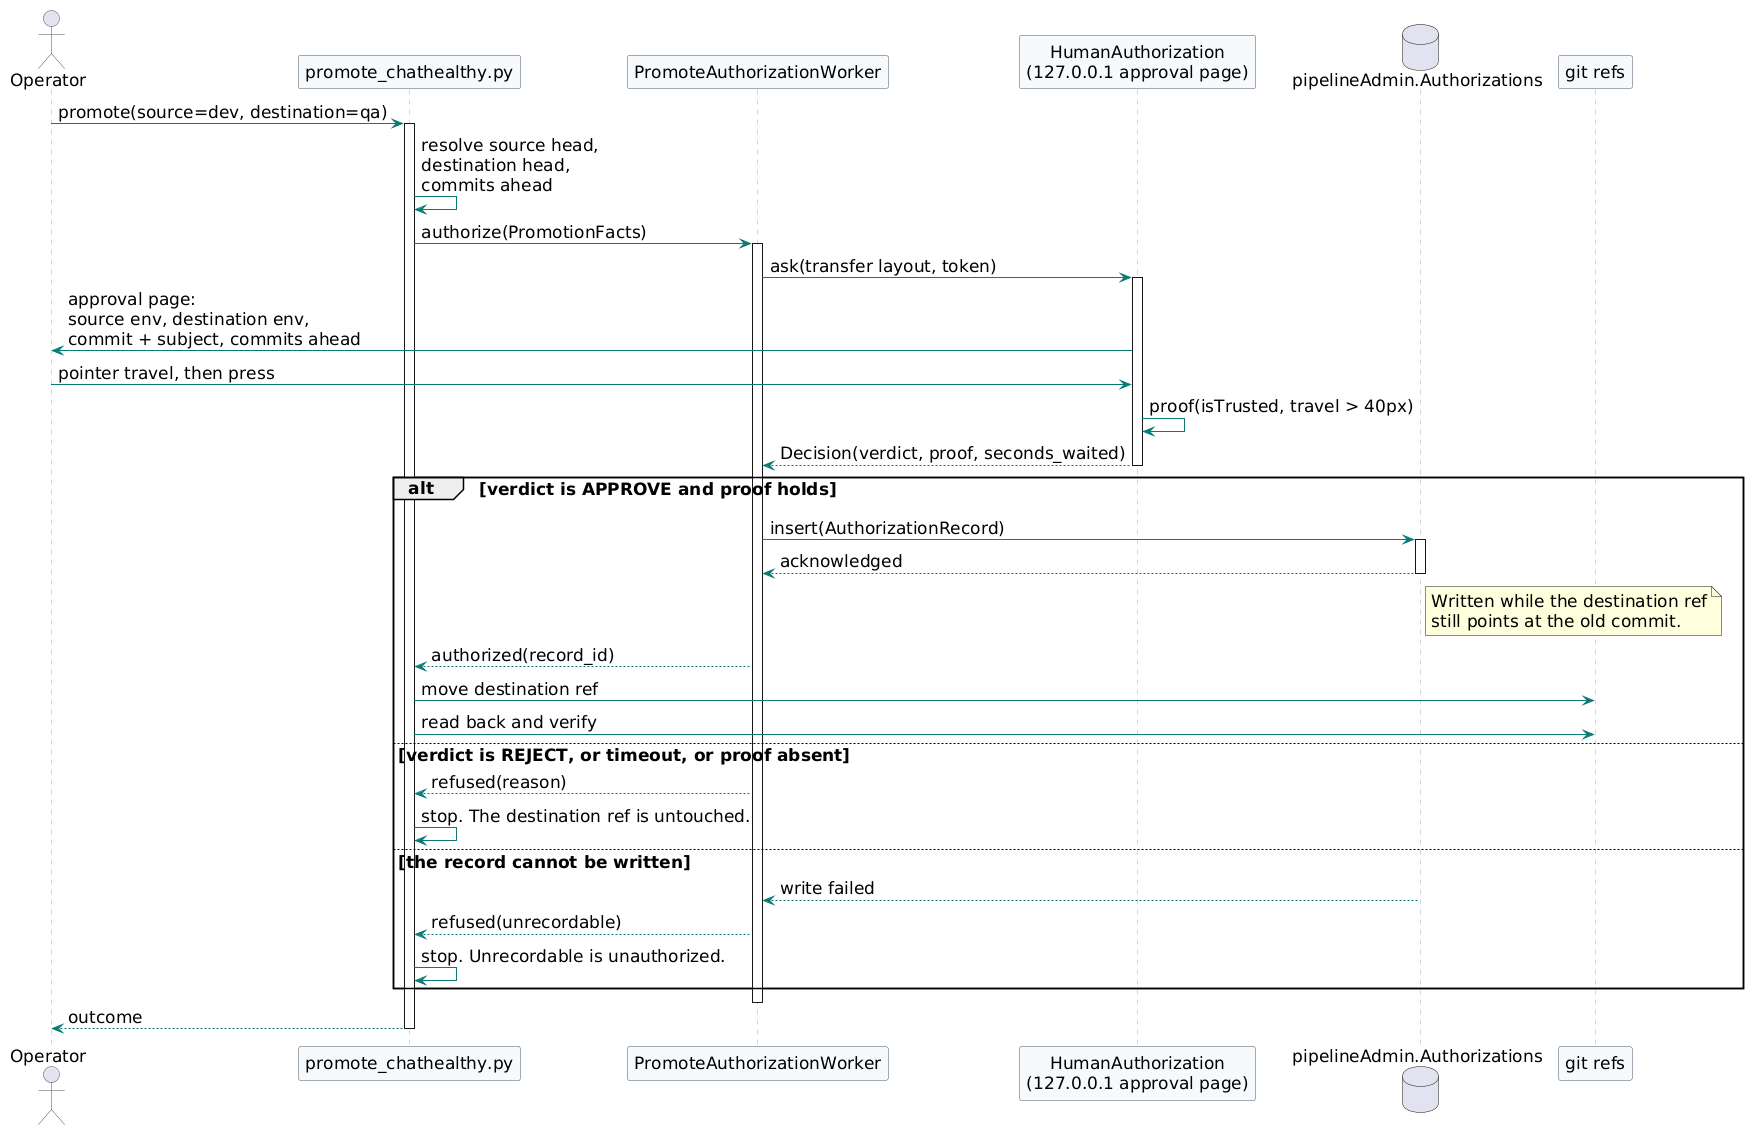 Operator
promote_chathealthy.py
PromoteAuthorizationWorker
HumanAuthorization
(127.0.0.1 approval page)
pipelineAdmin.Authorizations
git refs
promote(source=dev, destination=qa)
resolve source head,
destination head,
commits ahead
authorize(PromotionFacts)
ask(transfer layout, token)
approval page:
source env, destination env,
commit + subject, commits ahead
pointer travel, then press
proof(isTrusted, travel > 40px)
Decision(verdict, proof, seconds_waited)
alt
[verdict is APPROVE and proof holds]
insert(AuthorizationRecord)
acknowledged
Written while the destination ref
still points at the old commit.
authorized(record_id)
move destination ref
read back and verify
[verdict is REJECT, or timeout, or proof absent]
refused(reason)
stop. The destination ref is untouched.
[the record cannot be written]
write failed
refused(unrecordable)
stop. Unrecordable is unauthorized.
outcome
Operator
promote_chathealthy.py
PromoteAuthorizationWorker
HumanAuthorization
(127.0.0.1 approval page)
pipelineAdmin.Authorizations
git refs